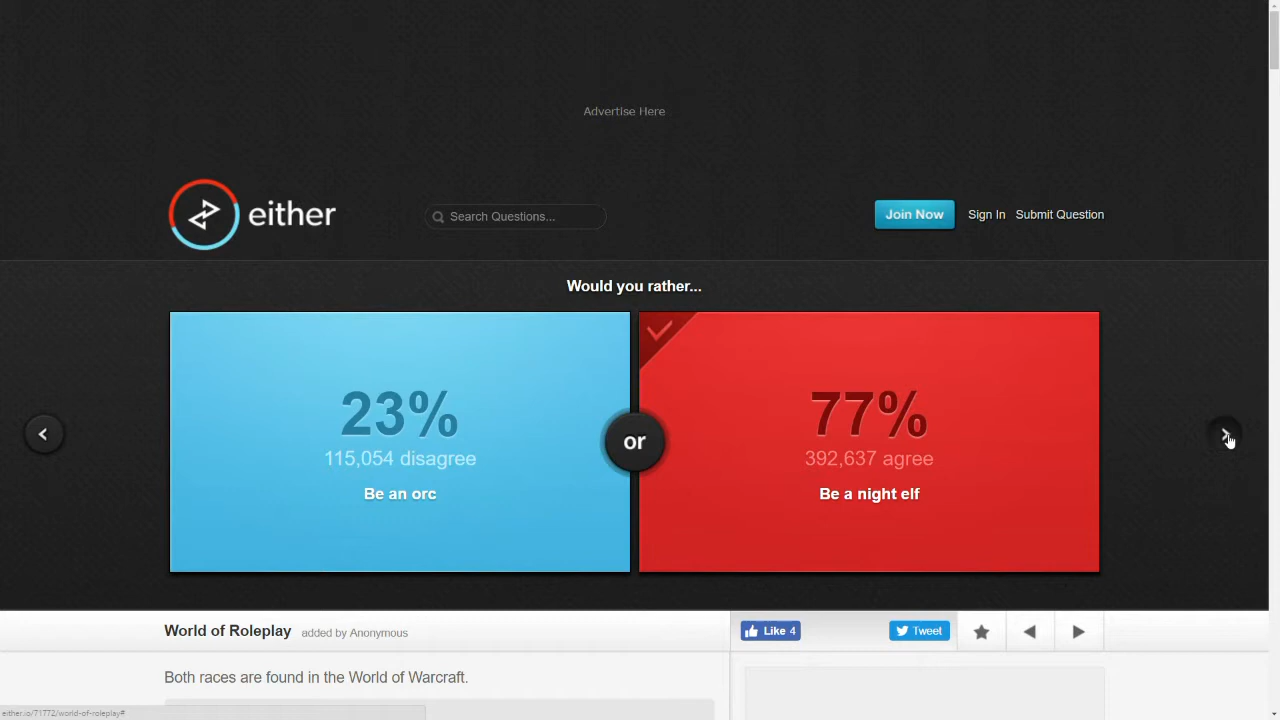 Advertise Here
either
Search Questions...
Join Now
Sign In
Submit Question
Would you rather...
23%
115,054 disagree
Be an orc
or
77%
392,637 agree
Be a night elf
World of Roleplay added by Anonymous
Like 4
Tweet
Both races are found in the World of Warcraft.
either.io/71772/world-of-roleplay#